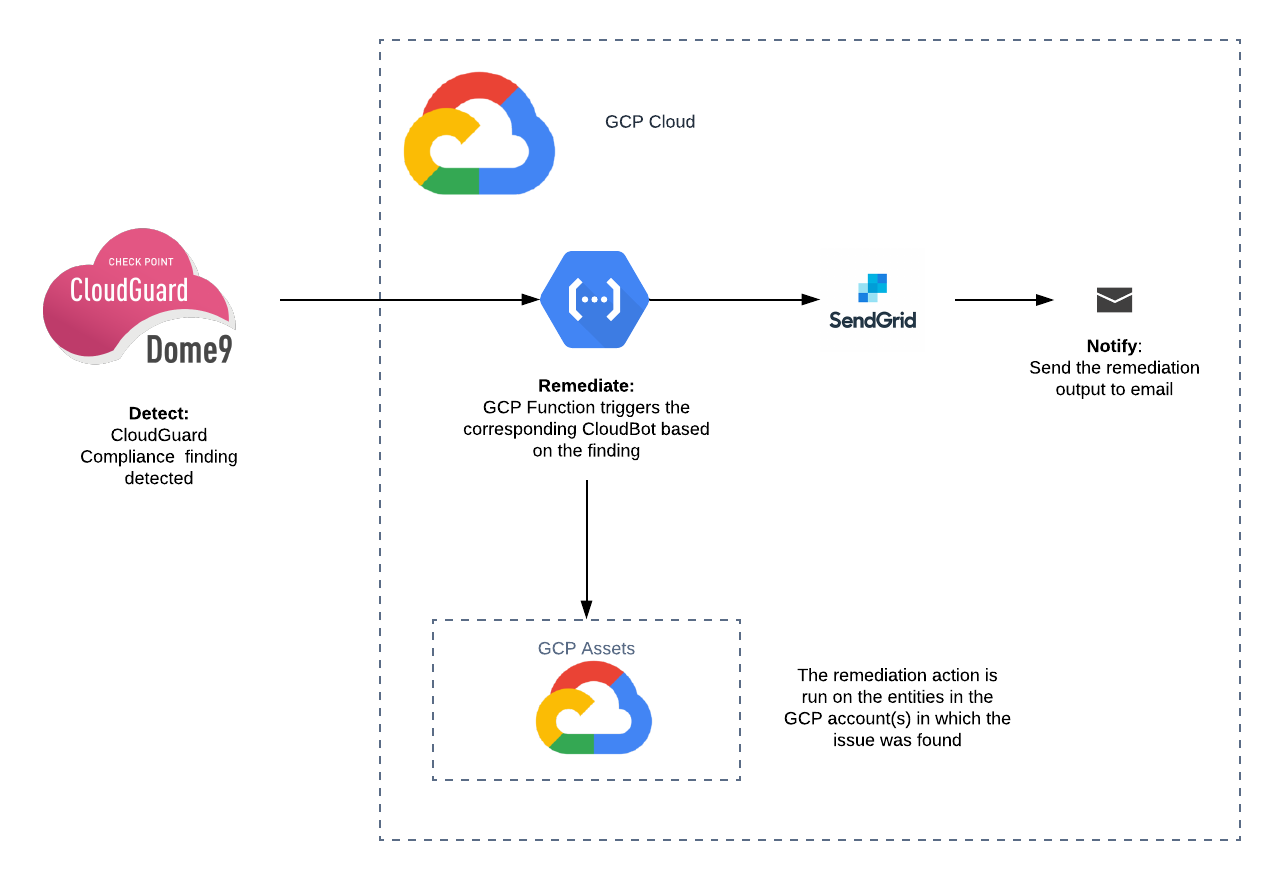 GCP Cloud
CHECK POINT
CloudGuard
Dome9
SendGrid
Detect:
CloudGuard
Compliance finding
detected
Remediate:
GCP Function triggers the
corresponding CloudBot based
on the finding
Notify:
Send the remediation
output to email
GCP Assets
The remediation action is
run on the entities in the
GCP account(s) in which the
issue was found